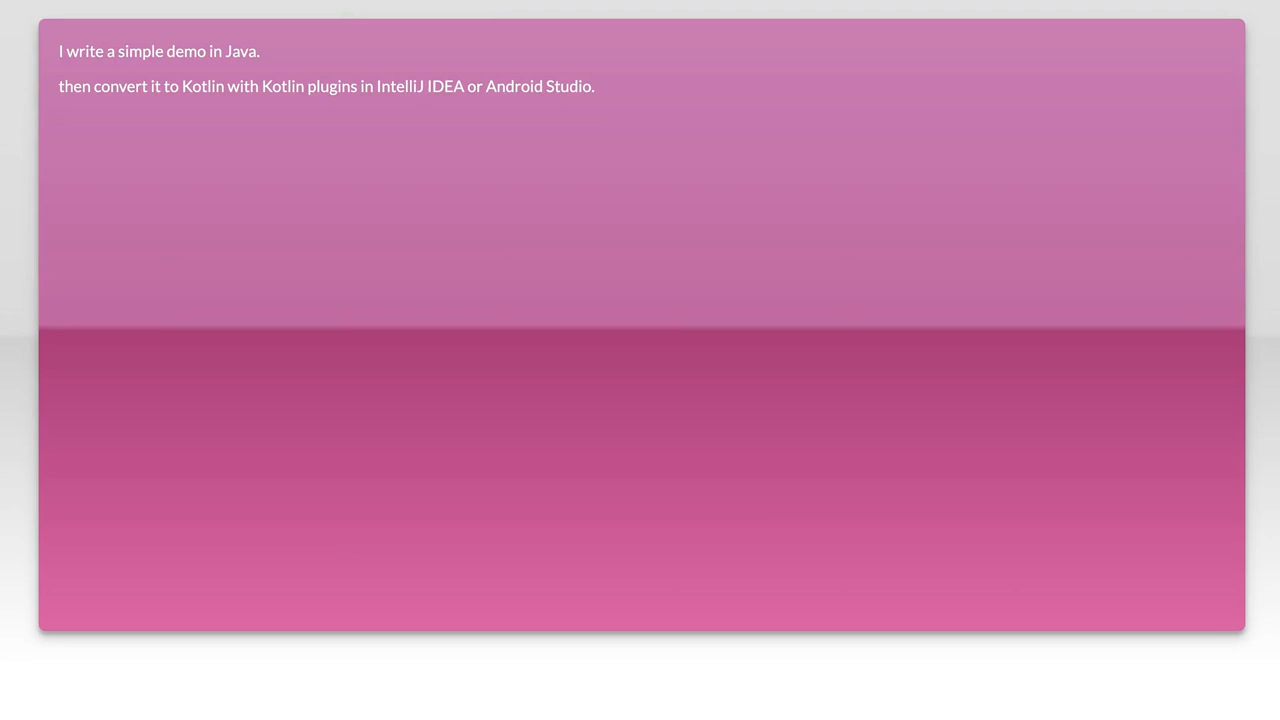 I write a simple demo in Java.
then convert it to Kotlin with Kotlin plugins in IntelliJ IDEA or Android Studio.